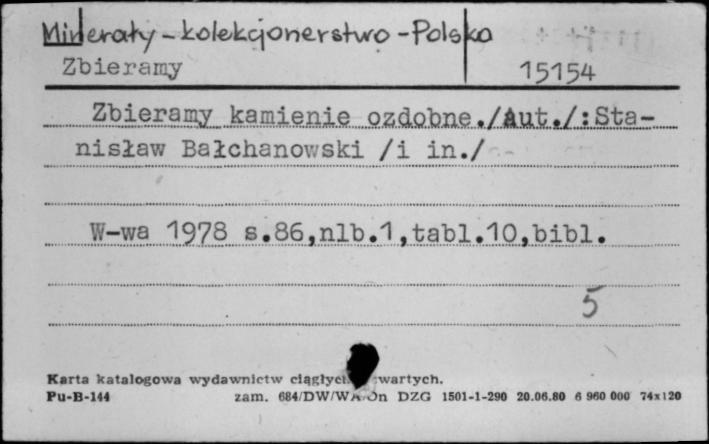 Minerały - kolekcjonerstwo - Polska
Zbieramy 15154
Zbieramy kamienie ozdobne./Aut./:Sta-
nisław Bałchanowski /i in./
W-wa 1978 s.86,nlb.1,tabl.10,bibl.
5
Karta katalogowa wydawnictw
Pu-B-144 zam. 684/DW/WA/On DZG 1501-1-290 20.06.80 6 960 000 74x120